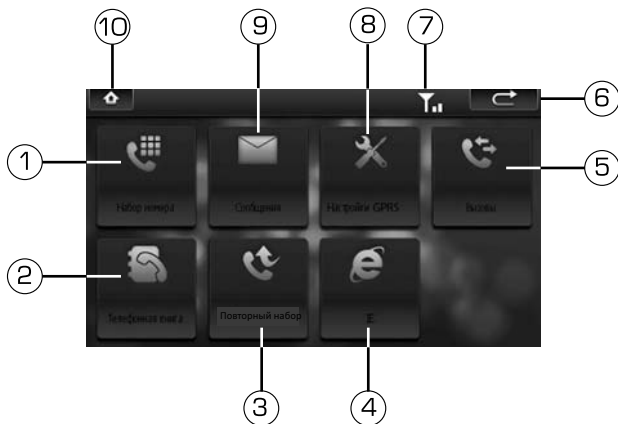 10
9
8
7
6
1
5
Набор номера
Сообщения
Настройки GPRS
Вызовы
2
Телефонная книга
Повторный набор
IE
3
4